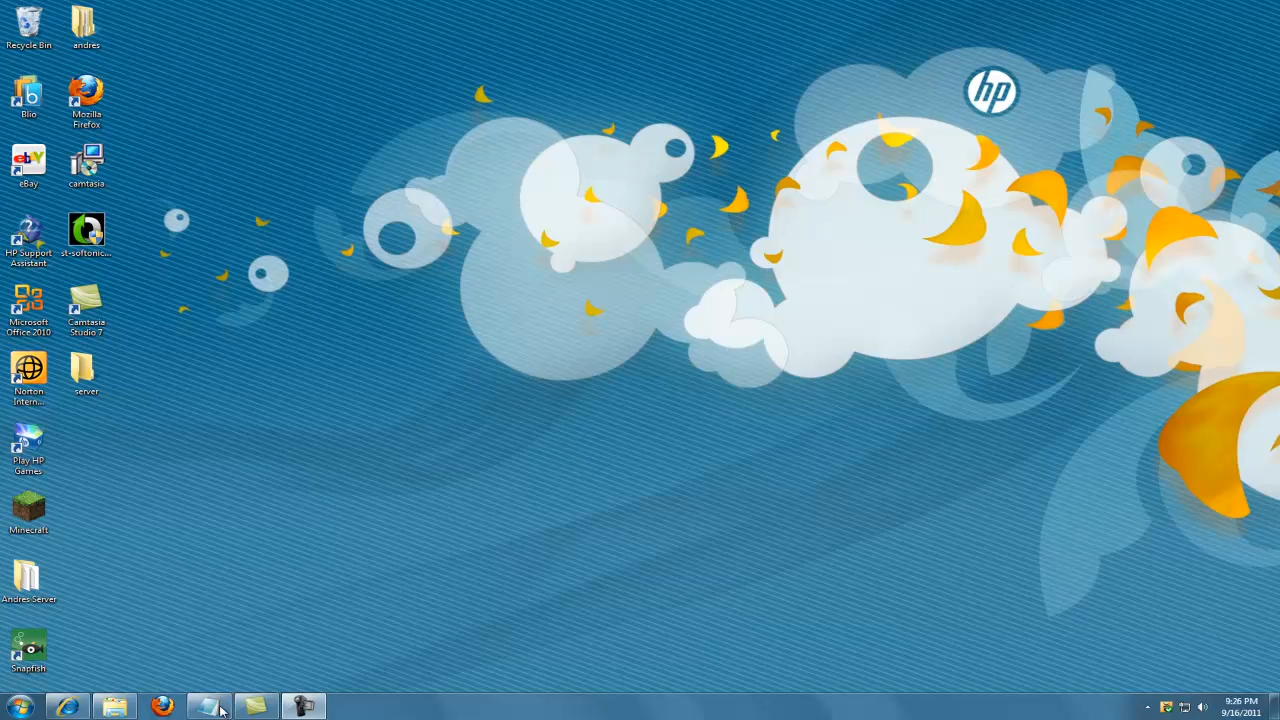 Recycle Bin
andres
hp
Blio
Mozilla
Firefox
ebY
eBay
camtasia
HP Support
Assistant
st-softonic...
Microsoft
Office 2010
Camtasia
Studio 7
Norton
Intern...
server
Play HP
Games
Minecraft
Andres Server
Snapfish
9:26 PM
9/16/2011